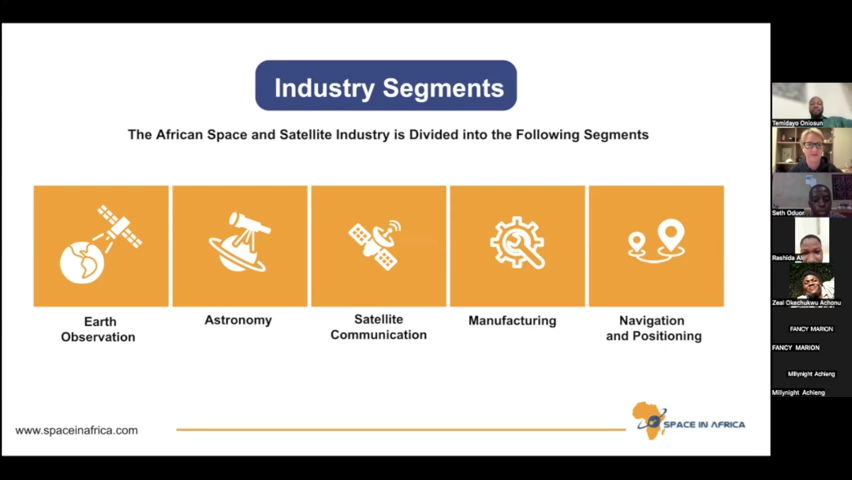 Industry Segments
The African Space and Satellite Industry is Divided into the Following Segments
Earth
Observation
Astronomy
Satellite
Communication
Manufacturing
Navigation
and Positioning
www.spaceinafrica.com
SPACE IN AFRICA
Temidayo Oniosun
Seth Oduor
Rashida Ali
Zeal Okechukwu Achonu
FANCY MARION
FANCY MARION
Millynight Achieng
Millynight Achieng